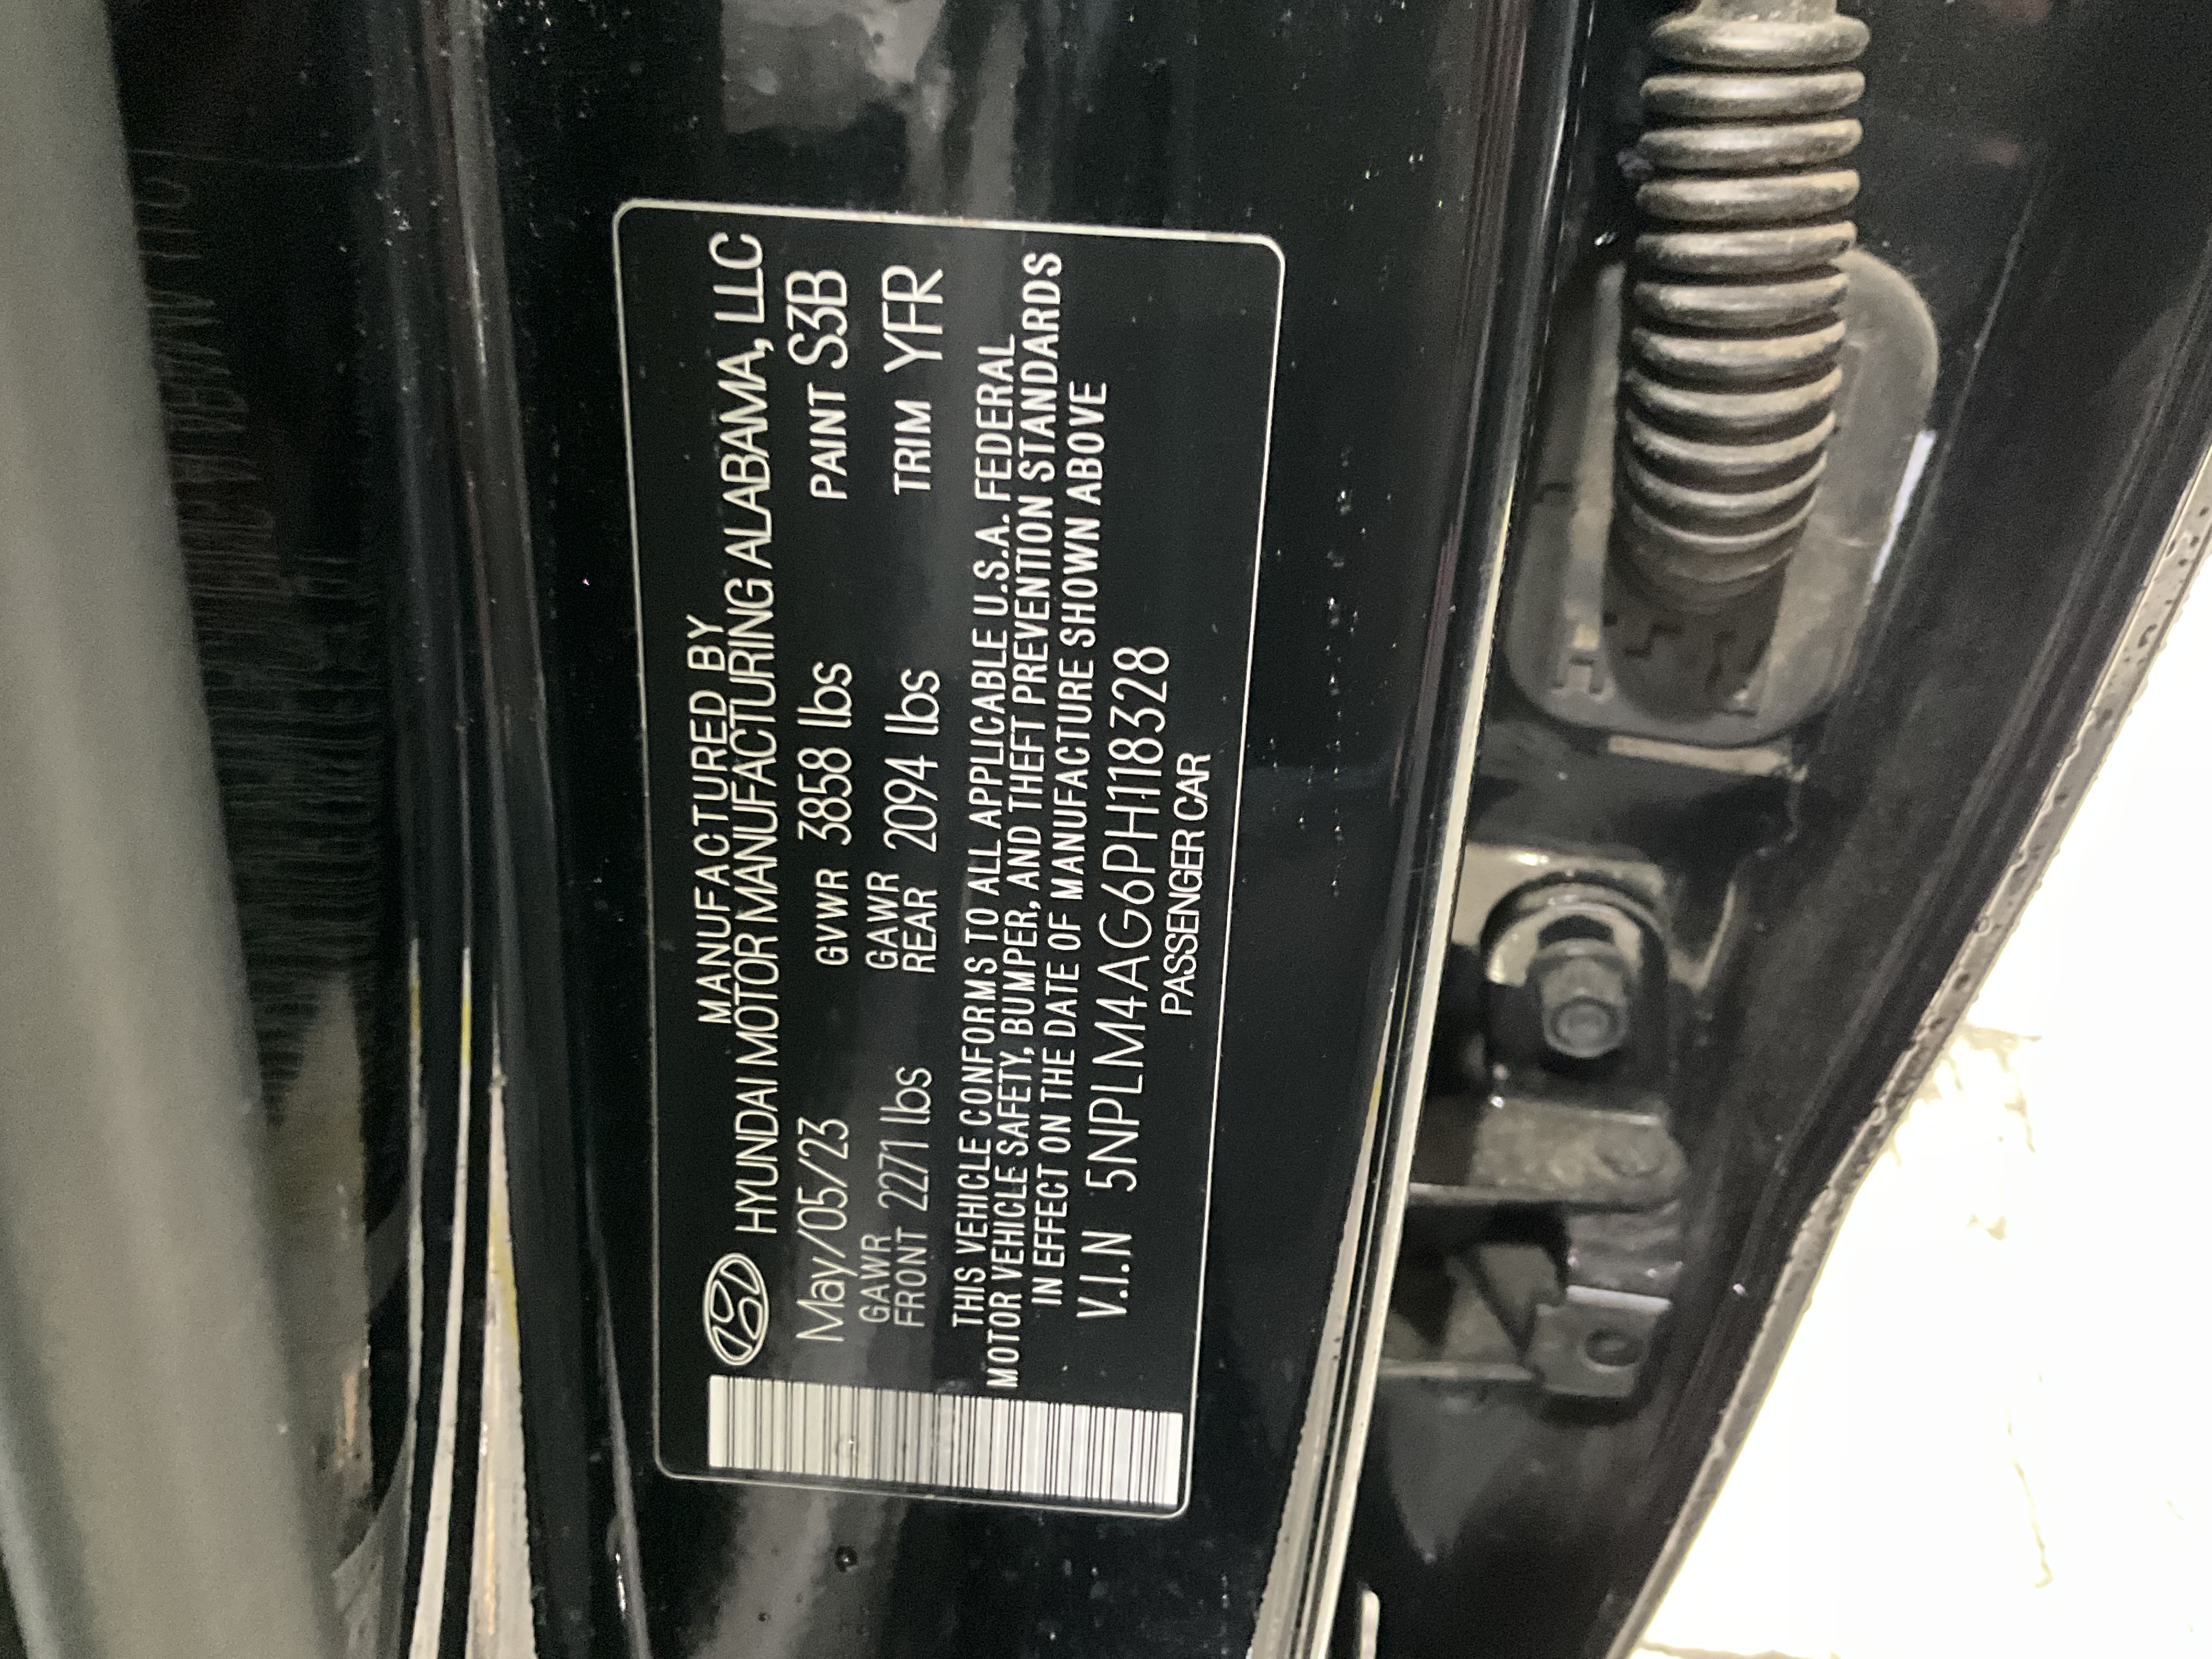 MANUFACTURED BY
HYUNDAI MOTOR MANUFACTURING ALABAMA, LLC
May/05/23 GVWR 3858 lbs PAINT S3B
GAWR FRONT 2271 lbs GAWR REAR 2094 lbs TRIM YFR
THIS VEHICLE CONFORMS TO ALL APPLICABLE U.S.A. FEDERAL
MOTOR VEHICLE SAFETY, BUMPER, AND THEFT PREVENTION STANDARDS
IN EFFECT ON THE DATE OF MANUFACTURE SHOWN ABOVE
V.I.N 5NPLM4AG6PH118328
PASSENGER CAR